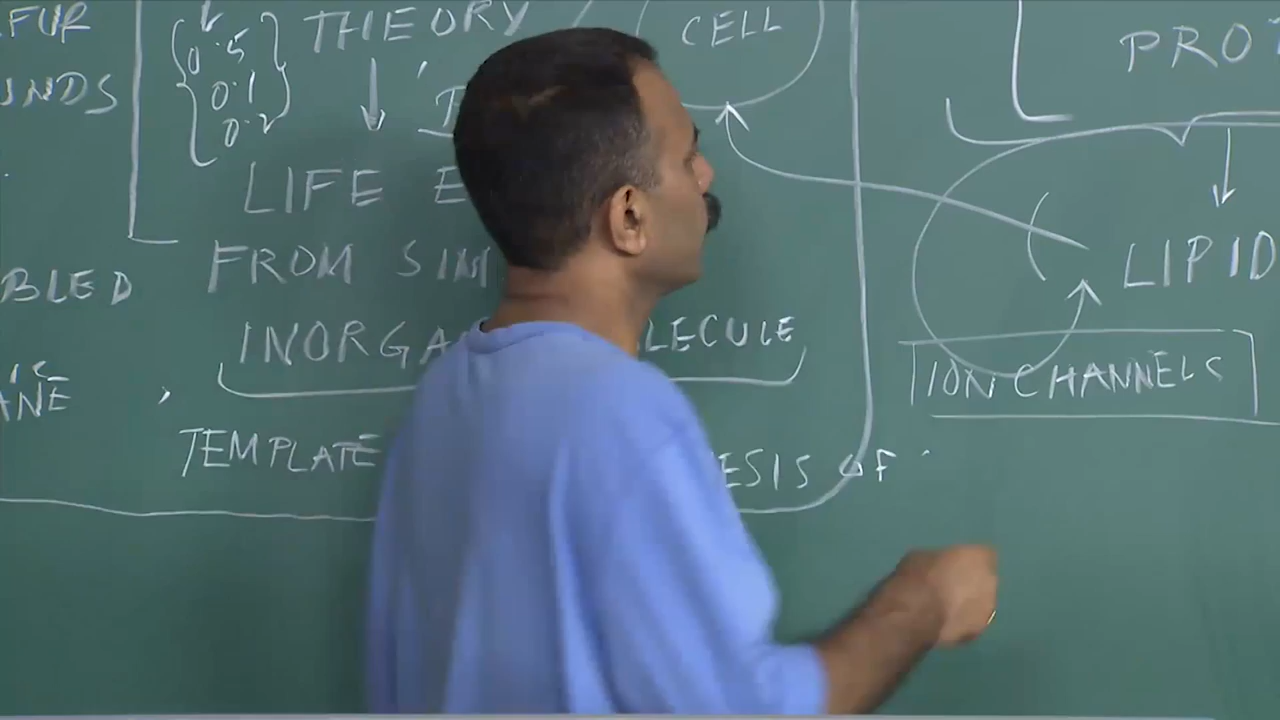 FUR
UNDS
BLED
ANE
0.5
0.1
0.2
THEORY
LIFE E
FROM SIM
INORGA LECULE
TEMPLATE ESIS OF
CELL
PROT
LIPID
ION CHANNELS